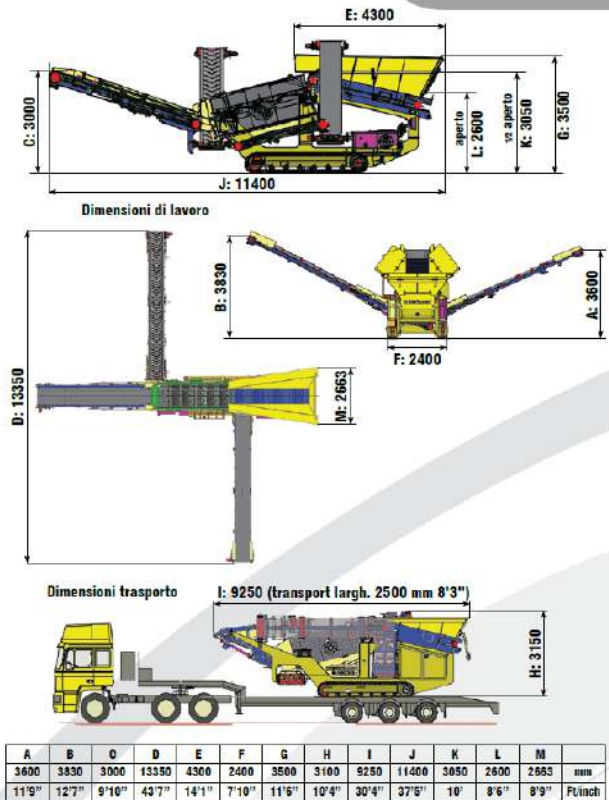 E: 4300
C: 3000
aperto
L: 2600
1/2 aperto
K: 3050
G: 3500
J: 11400
Dimensioni di lavoro
D: 13350
M: 2663
B: 3830
A: 3600
F: 2400
Dimensioni trasporto
I: 9250 (transport largh. 2500 mm 8'3")
H: 3150
A B C D E F G H I J K L M
3600 3830 3000 13350 4300 2400 3500 3100 9250 11400 3050 2600 2663 mm
11'9" 12'7" 9'10" 43'7" 14'1" 7'10" 11'6" 10'4" 30'4" 37'6" 10' 8'6" 8'9" Ft/inch